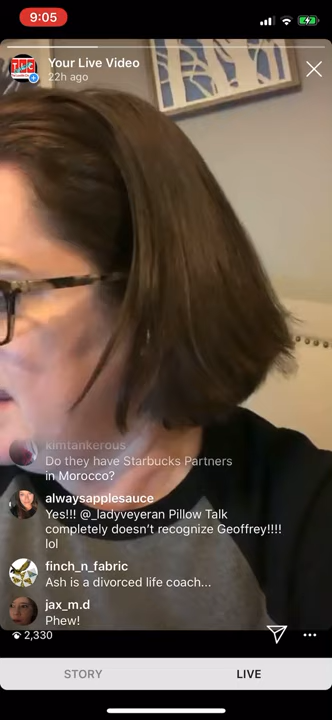 9:05
TLC
Your Live Video
22h ago
kimtankerous
Do they have Starbucks Partners
in Morocco?
alwaysapplesauce
Yes!!! @_ladyveyeran Pillow Talk
completely doesn't recognize Geoffrey!!!!
lol
finch_n_fabric
Ash is a divorced life coach...
jax_m.d
Phew!
2,330
STORY LIVE